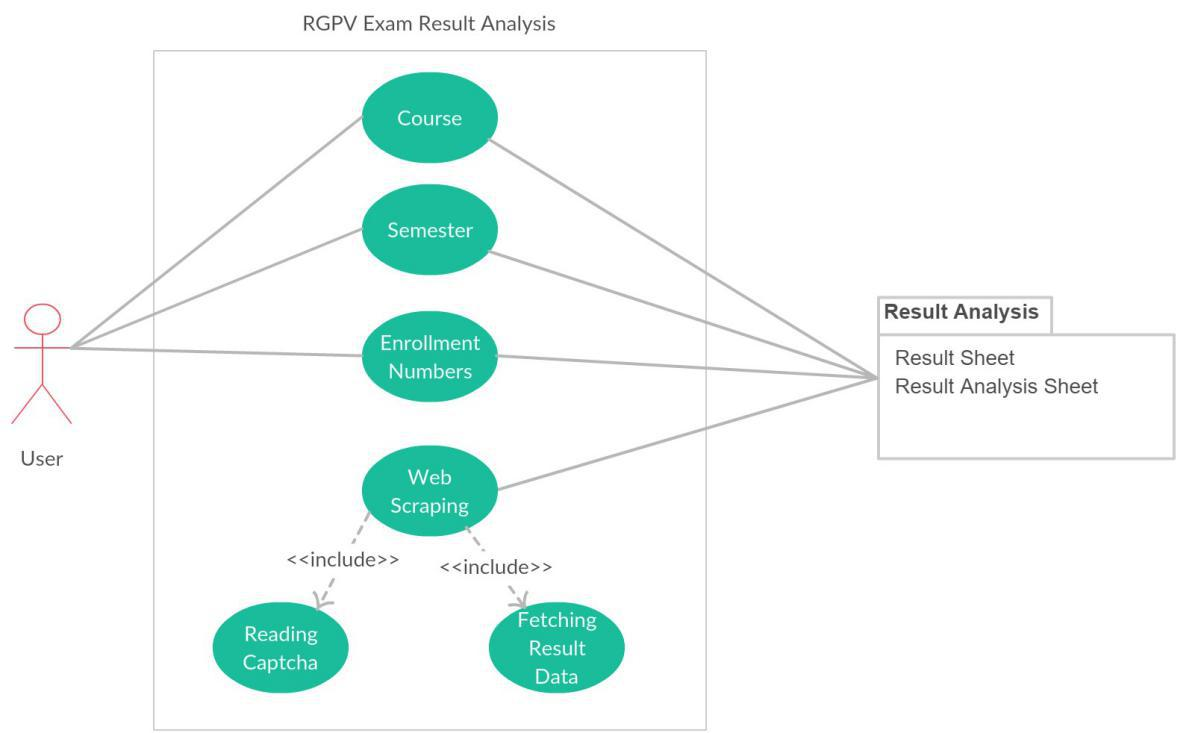 RGPV Exam Result Analysis
Course
Semester
Enrollment
Numbers
Web
Scraping
<<include>>
<<include>>
Reading
Captcha
Fetching
Result
Data
User
Result Analysis
Result Sheet
Result Analysis Sheet